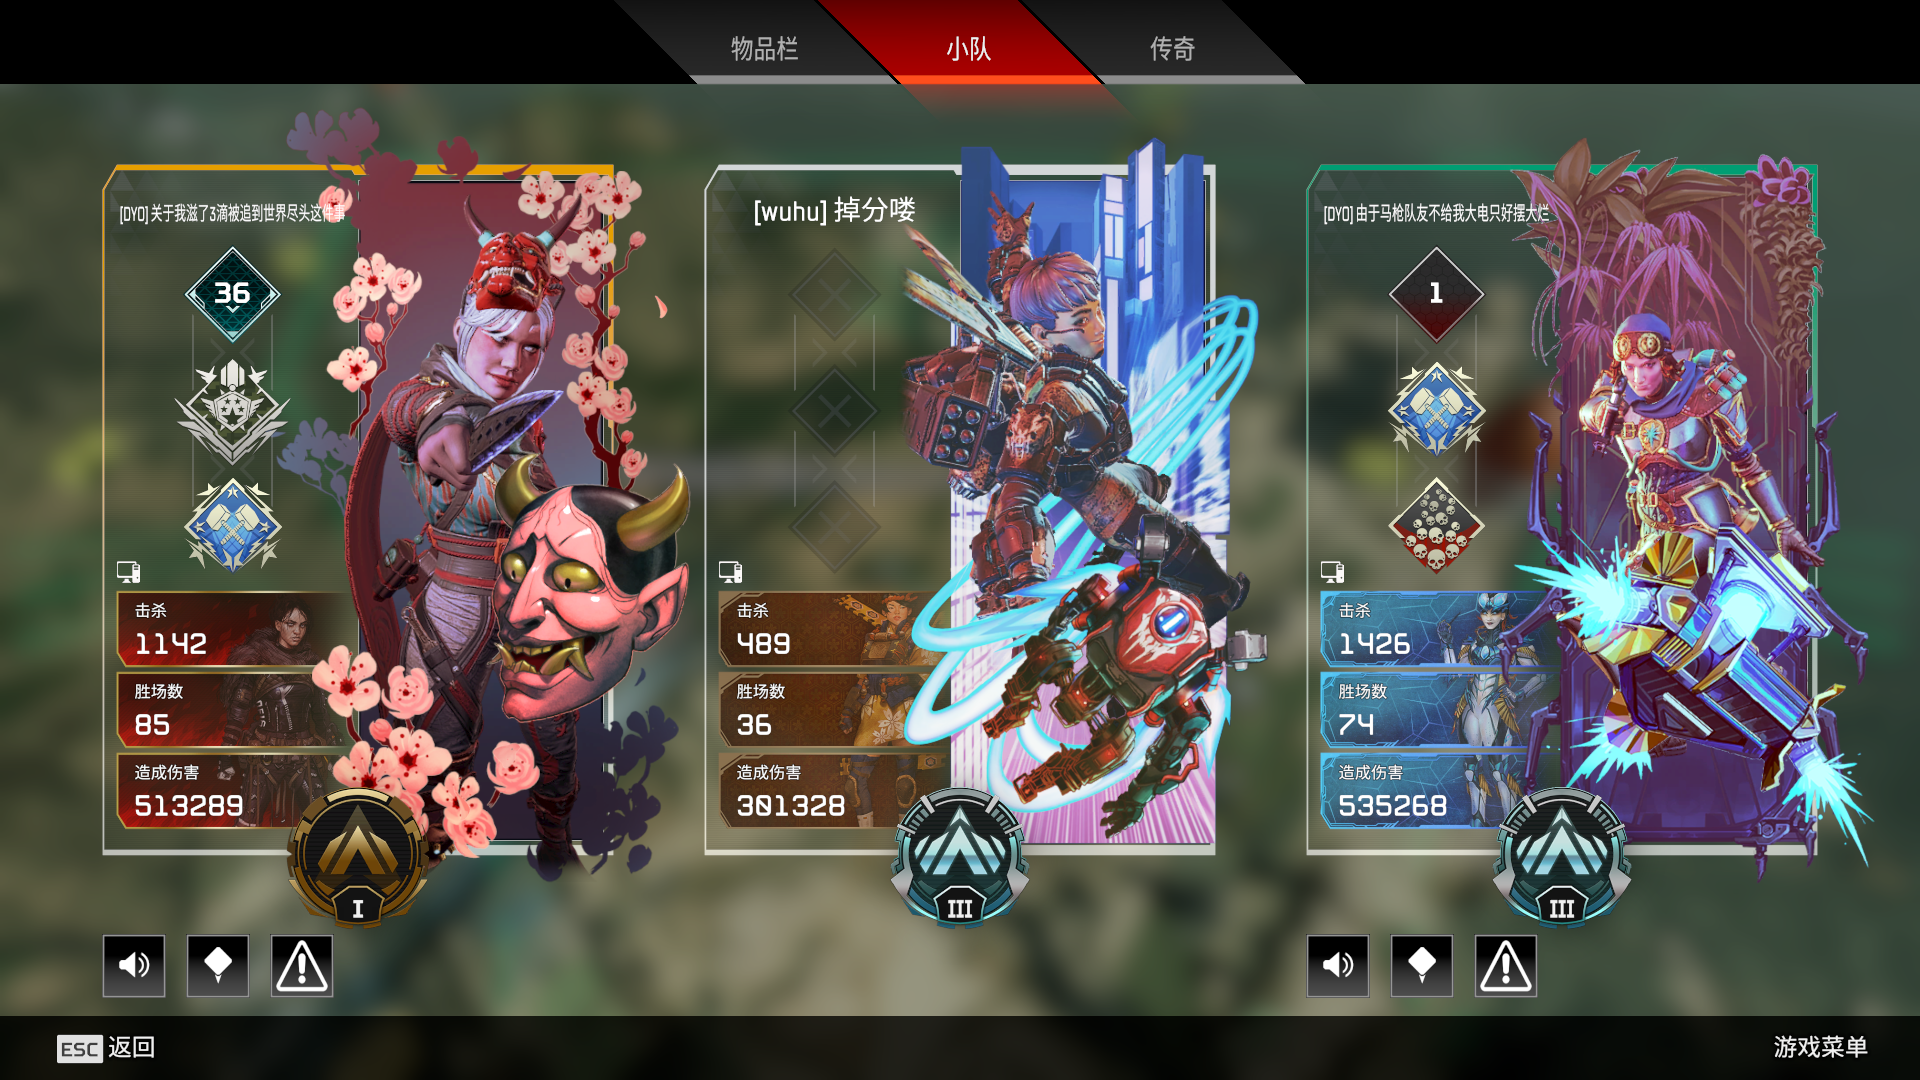 物品栏
小队
传奇
[DYO] 关于我滋了3滴被追到世界尽头这件事
36
击杀
1142
胜场数
85
造成伤害
513289
I
[wuhu] 掉分喽
击杀
489
胜场数
36
造成伤害
301328
III
[DYO] 由于马枪队友不给我大电只好摆大烂
1
击杀
1426
胜场数
74
造成伤害
535268
III
ESC 返回
游戏菜单